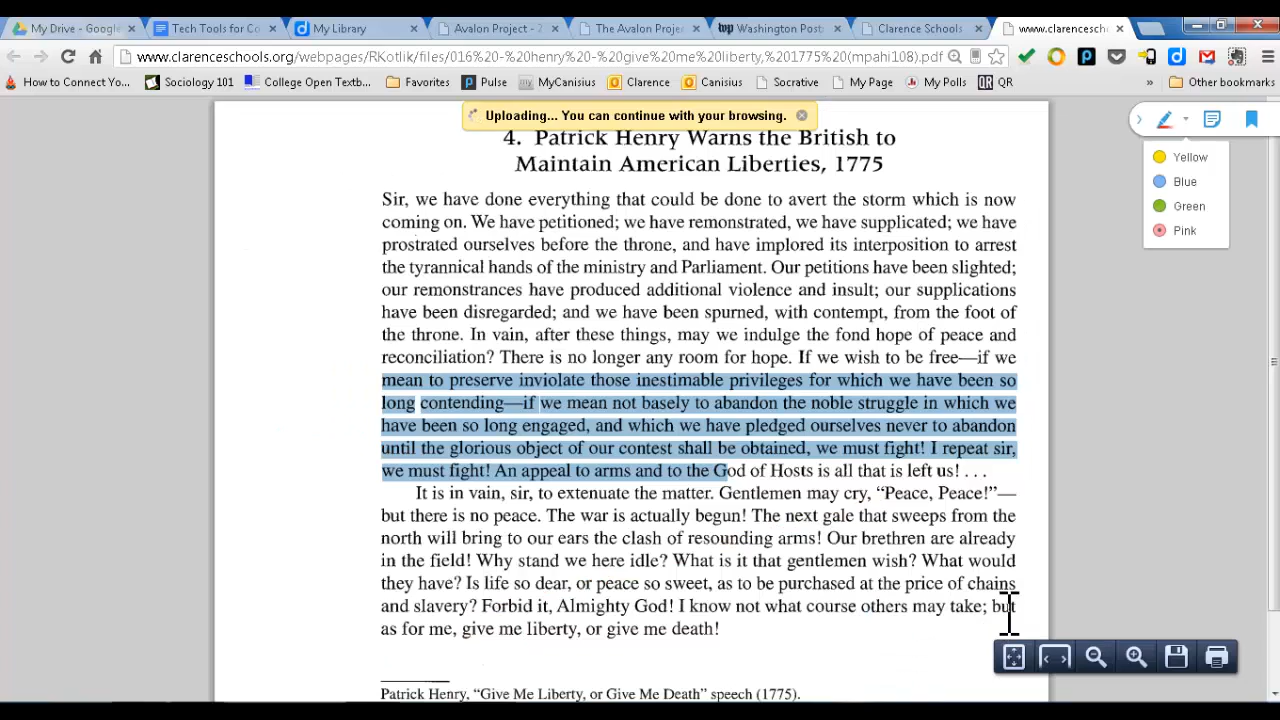 My Drive - Google
Tech Tools for Co
My Library
Avalon Project -
The Avalon Projec
Washington Posts
Clarence Schools
www.clarencesch
www.clarenceschools.org/webpages/RKotlik/files/016%20-%20henry%20-%20give%20me%20liberty,%201775%20(mpahi108).pdf
How to Connect Yo...
Sociology 101
College Open Textb...
Favorites
Pulse
MyCanisius
Clarence
Canisius
Socrative
My Page
My Polls
QR
»
Other bookmarks
Uploading... You can continue with your browsing.
4. Patrick Henry Warns the British to
Maintain American Liberties, 1775
Yellow
Blue
Green
Pink
Sir, we have done everything that could be done to avert the storm which is now
coming on. We have petitioned; we have remonstrated, we have supplicated; we have
prostrated ourselves before the throne, and have implored its interposition to arrest
the tyrannical hands of the ministry and Parliament. Our petitions have been slighted;
our remonstrances have produced additional violence and insult; our supplications
have been disregarded; and we have been spurned, with contempt, from the foot of
the throne. In vain, after these things, may we indulge the fond hope of peace and
reconciliation? There is no longer any room for hope. If we wish to be free—if we
mean to preserve inviolate those inestimable privileges for which we have been so
long contending—if we mean not basely to abandon the noble struggle in which we
have been so long engaged, and which we have pledged ourselves never to abandon
until the glorious object of our contest shall be obtained, we must fight! I repeat sir,
we must fight! An appeal to arms and to the God of Hosts is all that is left us! . . .
It is in vain, sir, to extenuate the matter. Gentlemen may cry, “Peace, Peace!”—
but there is no peace. The war is actually begun! The next gale that sweeps from the
north will bring to our ears the clash of resounding arms! Our brethren are already
in the field! Why stand we here idle? What is it that gentlemen wish? What would
they have? Is life so dear, or peace so sweet, as to be purchased at the price of chains
and slavery? Forbid it, Almighty God! I know not what course others may take; but
as for me, give me liberty, or give me death!
Patrick Henry, “Give Me Liberty, or Give Me Death” speech (1775).